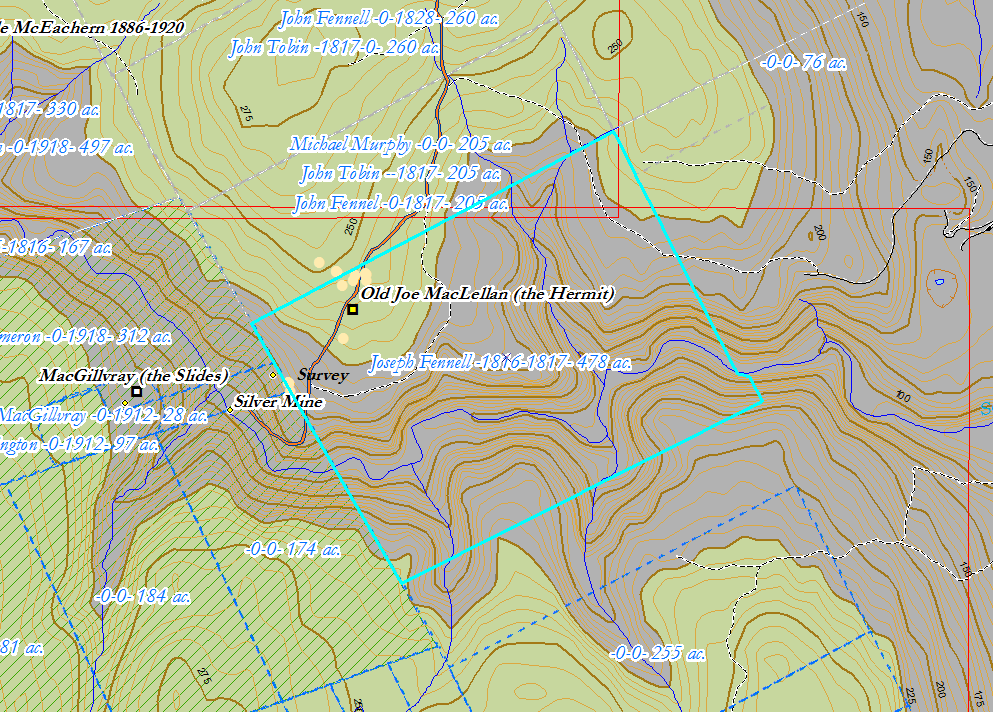 John Fennell -0-1828- 260 ac.
e McEachern 1886-1920
150
John Tobin -1817-0- 260 ac.
250
-0-0- 76 ac.
275
1817- 330 ac.
-0-1918- 497 ac.
Michael Murphy -0-0- 205 ac.
150
John Tobin --1817- 205 ac.
150
John Fennel -0-1817- 205 ac.
250
200
-1816- 167 ac.
Old Joe MacLellan (the Hermit)
meron -0-1918- 312 ac.
Joseph Fennell -1816-1817- 478 ac.
MacGillvray (the Slides)
Survey
100
Silver Mine
MacGillvray -0-1912- 28 ac.
S
ngton -0-1912- 97 ac.
-0-0- 174 ac.
150
-0-0- 184 ac.
81 ac.
-0-0- 255 ac.
275
225
200
175